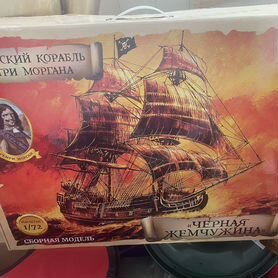 СКИЙ КОРАБЛЬ
РИ МОРГАНА
1/72
СБОРНАЯ МОДЕЛЬ
«ЧЁРНАЯ
ЖЕМЧУЖИНА»